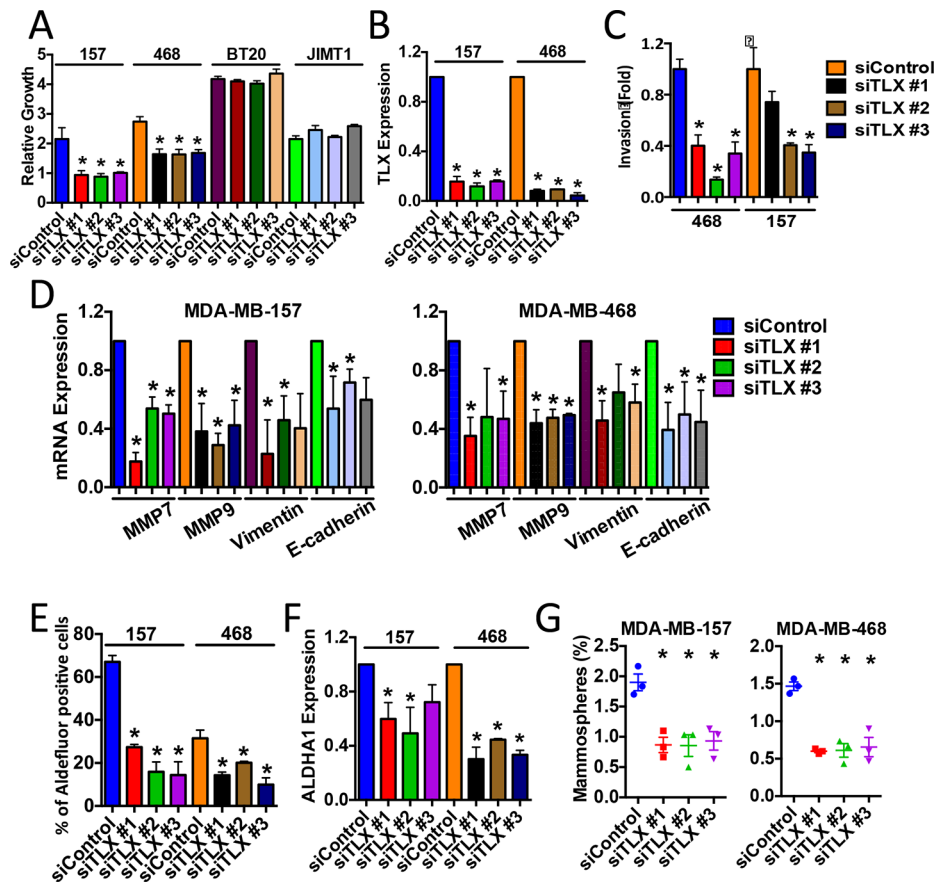 A
157 468 BT20 JIMT1
Relative Growth
5
4
3
2
1
0
siControl
siTLX #1
siTLX #2
siTLX #3
siControl
siTLX #1
siTLX #2
siTLX #3
siControl
siTLX #1
siTLX #2
siTLX #3
siControl
siTLX #1
siTLX #2
siTLX #3
* * * * * *
B
157 468
TLX Expression
1.2
0.8
0.4
0.0
* * * * * *
siControl
siTLX #1
siTLX #2
siTLX #3
siControl
siTLX #1
siTLX #2
siTLX #3
C
Invasion (Fold)
1.2
0.8
0.4
0.0
* * * * *
468 157
siControl
siTLX #1
siTLX #2
siTLX #3
D
MDA-MB-157
mRNA Expression
1.2
0.8
0.4
0.0
* * * * * * * * * *
MMP7
MMP9
Vimentin
E-cadherin
MDA-MB-468
1.2
0.8
0.4
0.0
* * * * * * * * * *
MMP7
MMP9
Vimentin
E-cadherin
siControl
siTLX #1
siTLX #2
siTLX #3
E
157 468
% of Aldefluor positive cells
80
60
40
20
0
* * * * * *
siControl
siTLX #1
siTLX #2
siTLX #3
siControl
siTLX #1
siTLX #2
siTLX #3
F
157 468
ALDHA1 Expression
1.2
0.8
0.4
0.0
* * * * *
siControl
siTLX #1
siTLX #2
siTLX #3
siControl
siTLX #1
siTLX #2
siTLX #3
G
MDA-MB-157
Mammospheres (%)
2.5
2.0
1.5
1.0
0.5
0.0
* * *
siControl
siTLX #1
siTLX #2
siTLX #3
MDA-MB-468
2.0
1.5
1.0
0.5
0.0
* * *
siControl
siTLX #1
siTLX #2
siTLX #3